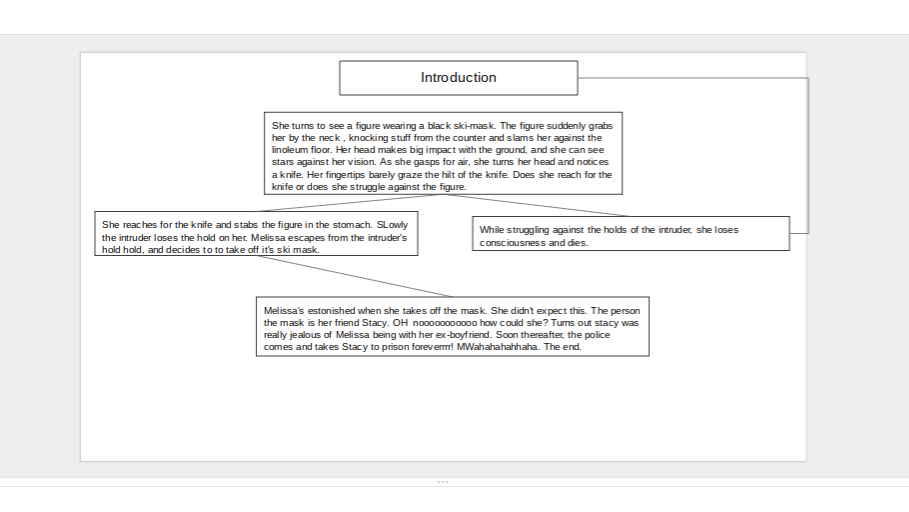 Introduction
She turns to see a figure wearing a black ski-mask. The figure suddenly grabs
her by the neck , knocking stuff from the counter and slams her against the
linoleum floor. Her head makes big impact with the ground, and she can see
stars against her vision. As she gasps for air, she turns her head and notices
a knife. Her fingertips barely graze the hilt of the knife. Does she reach for the
knife or does she struggle against the figure.
She reaches for the knife and stabs the figure in the stomach. SLowly
the intruder loses the hold on her. Melissa escapes from the intruder's
hold hold, and decides to to take off it's ski mask.
While struggling against the holds of the intruder, she loses
consciousness and dies.
Melissa's estonished when she takes off the mask. She didn't expect this. The person
the mask is her friend Stacy. OH nooooooooooo how could she? Turns out stacy was
really jealous of Melissa being with her ex-boyfriend. Soon thereafter, the police
comes and takes Stacy to prison foreverrrr! MWahahahahhaha. The end.